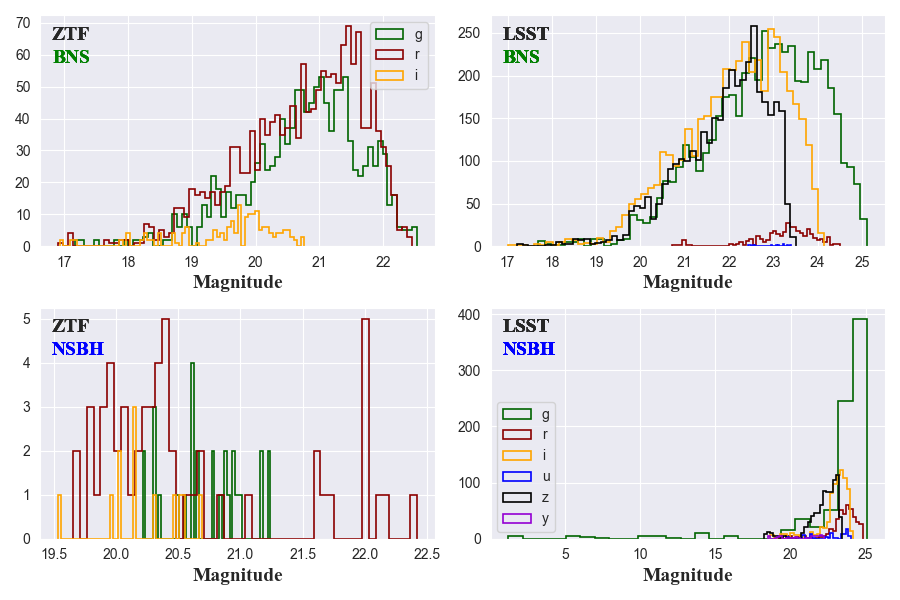 ZTF
BNS
g
r
i
70
60
50
40
30
20
10
0
17 18 19 20 21 22
Magnitude
LSST
BNS
250
200
150
100
50
0
17 18 19 20 21 22 23 24 25
Magnitude
ZTF
NSBH
5
4
3
2
1
0
19.5 20.0 20.5 21.0 21.5 22.0 22.5
Magnitude
LSST
NSBH
g
r
i
u
z
y
400
300
200
100
0
5 10 15 20 25
Magnitude